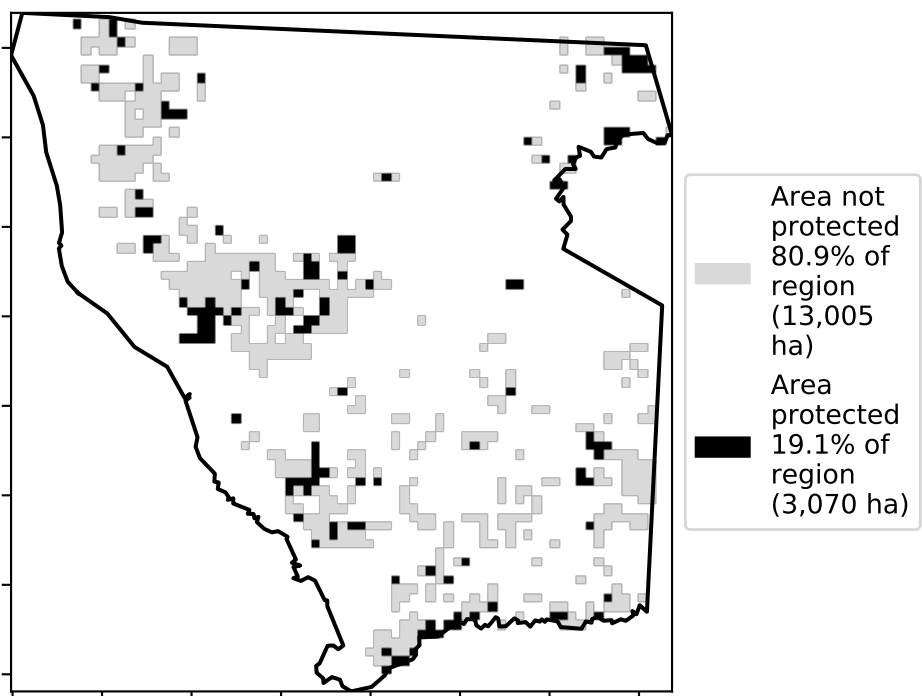 Area not
protected
80.9% of
region
(13,005
ha)
Area
protected
19.1% of
region
(3,070 ha)